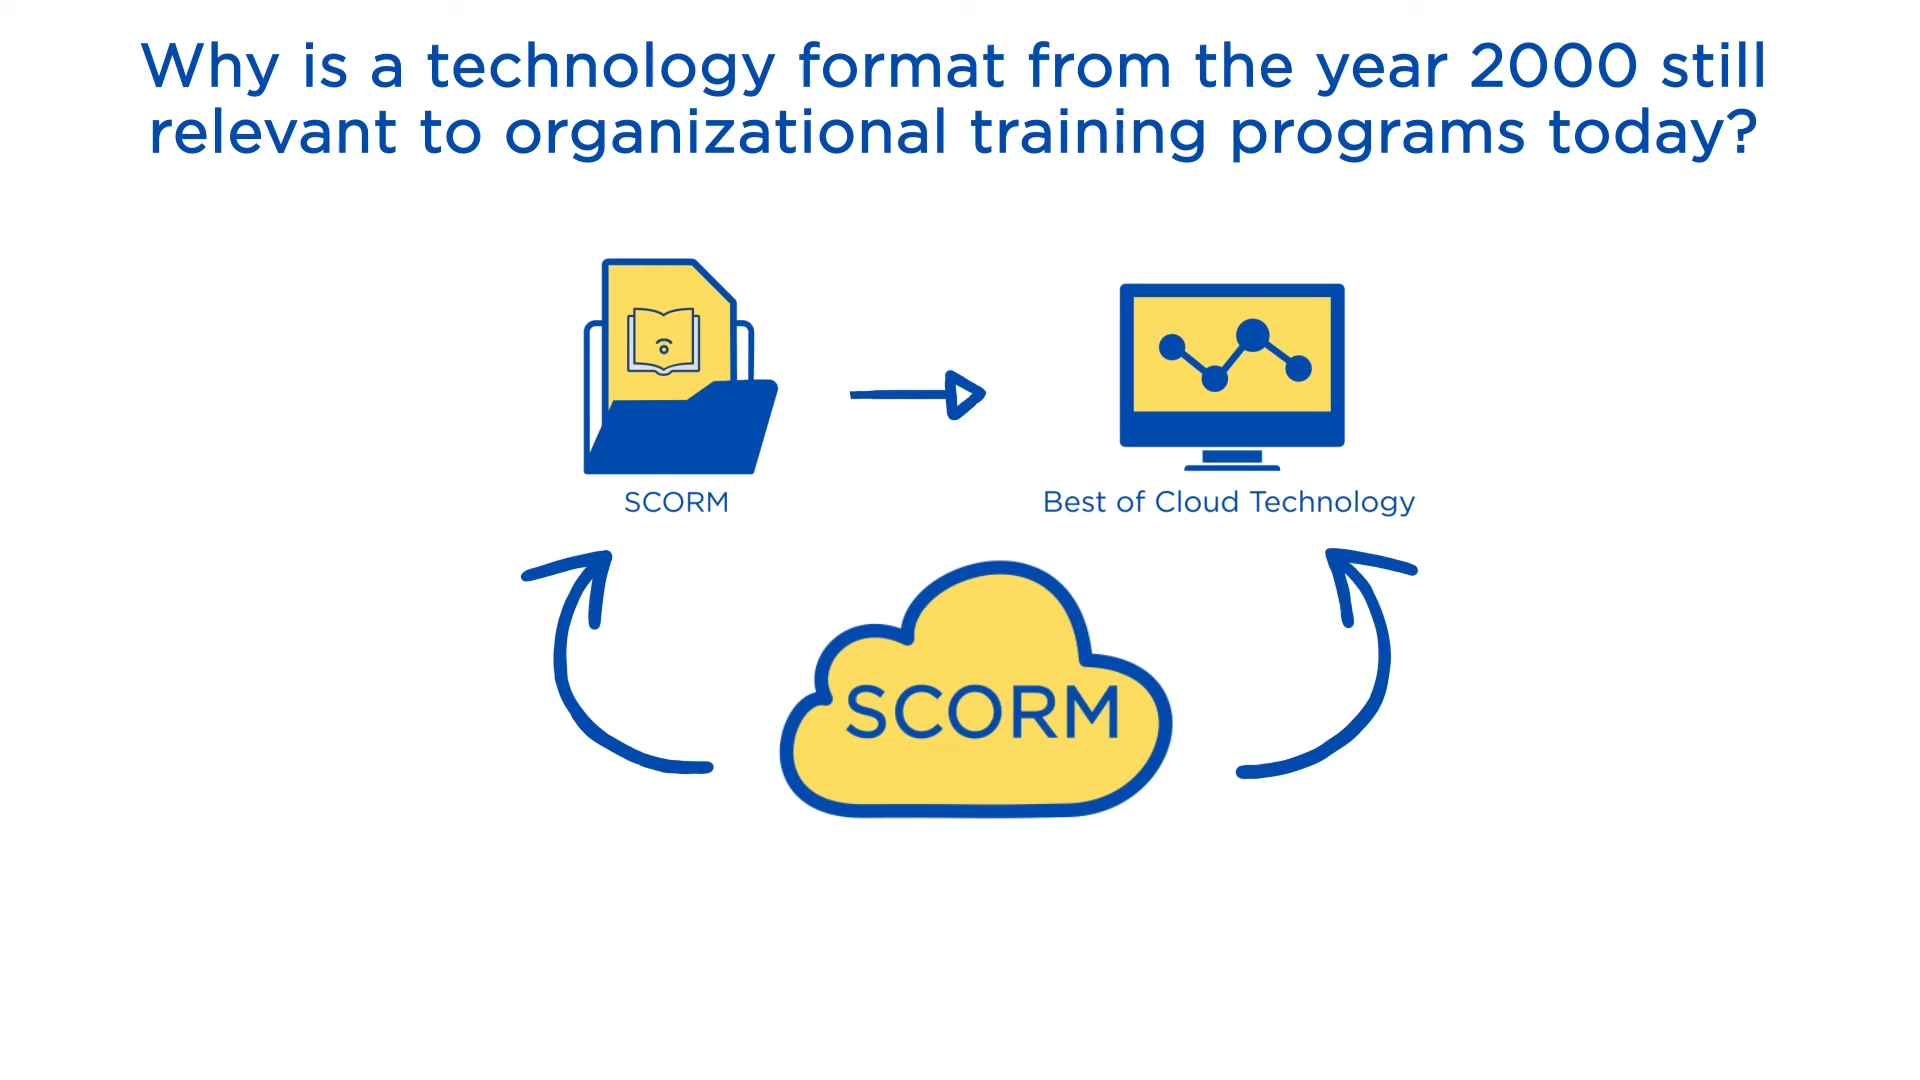 Why is a technology format from the year 2000 still
relevant to organizational training programs today?
SCORM
Best of Cloud Technology
SCORM